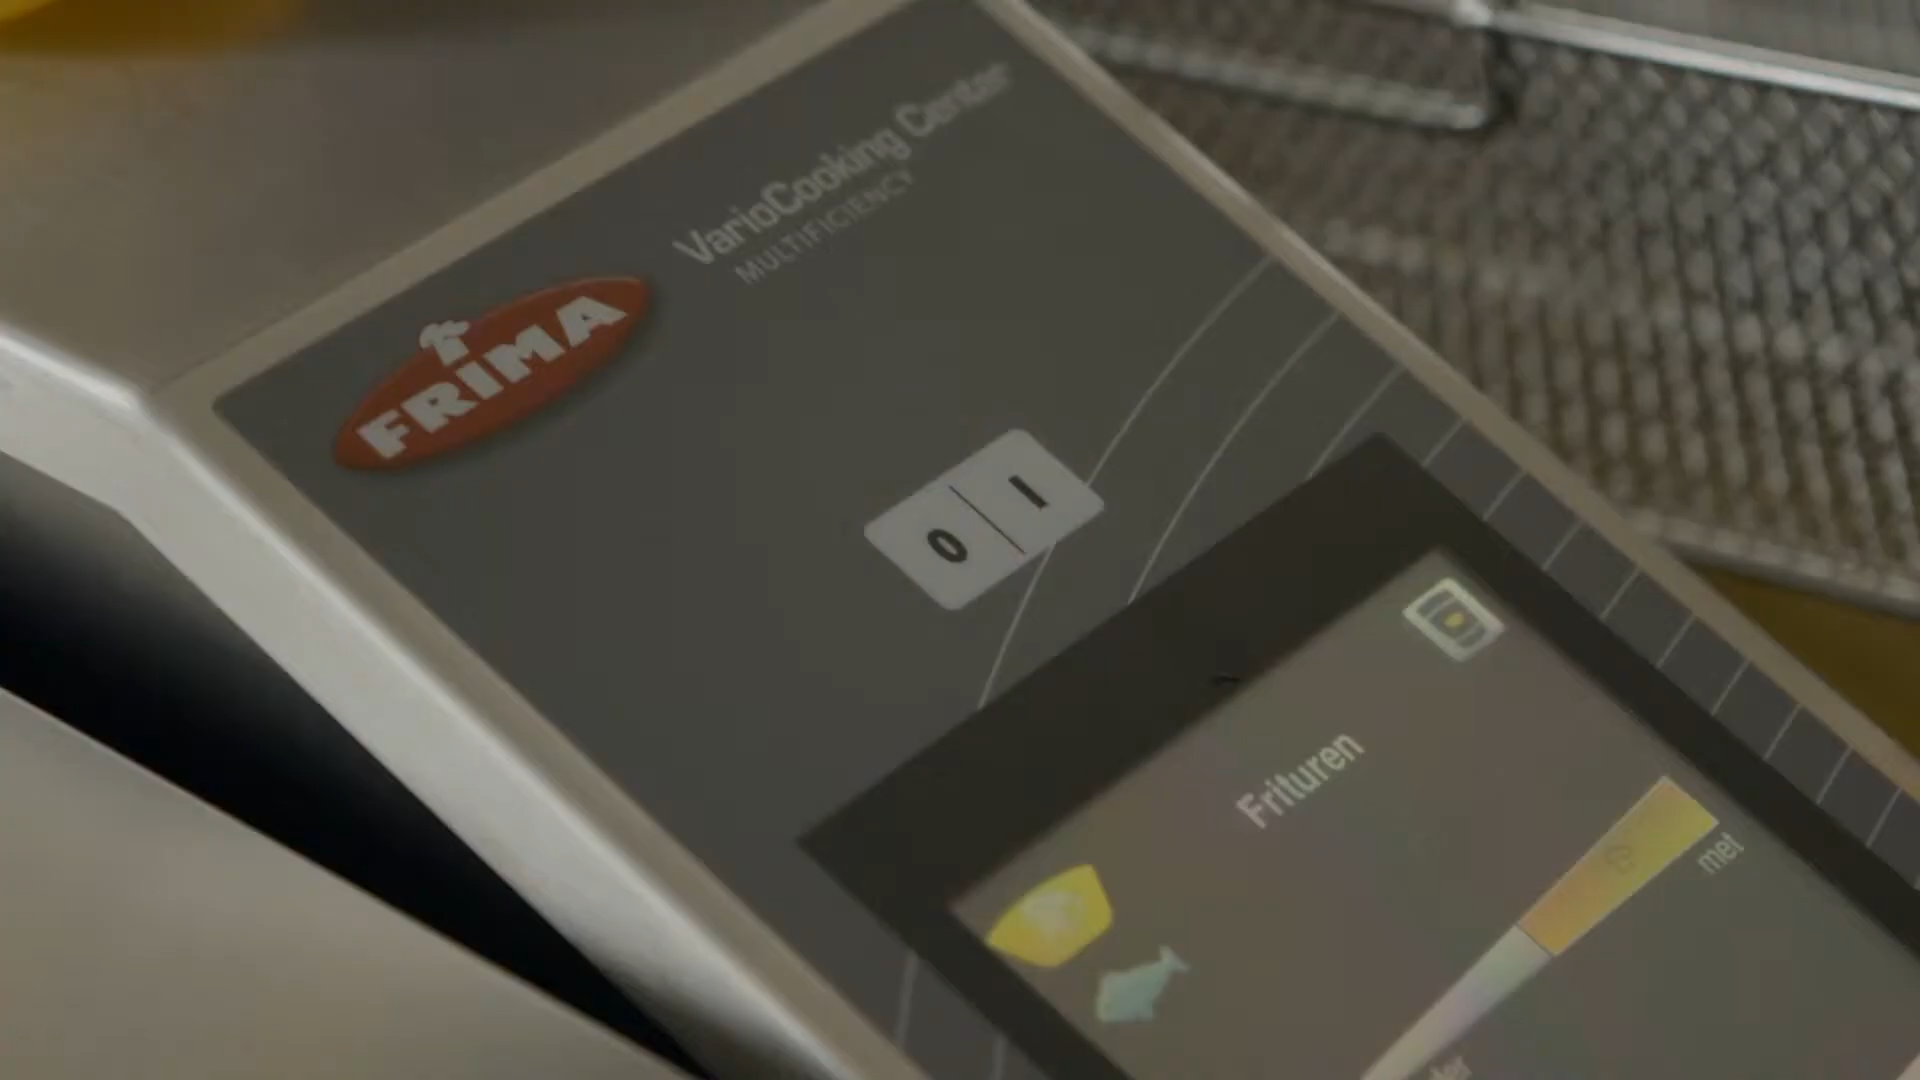 VarioCooking Center
MULTIFICIENCY
FRIMA
0 I
Frituren
met